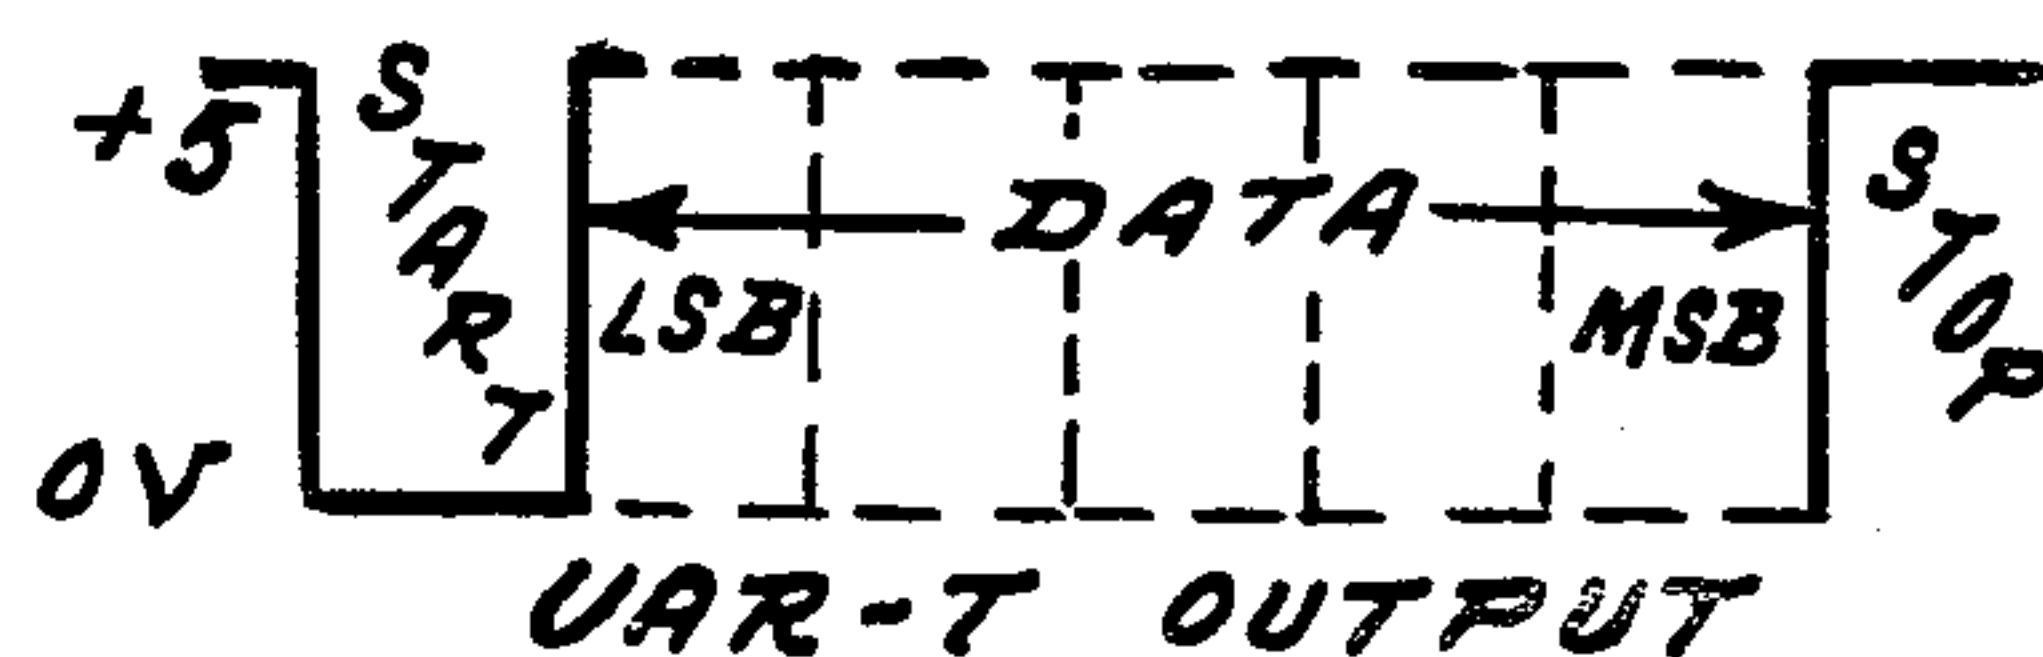 +5
START
DATA
LSB
MSB
STOP
0V
UAR-T OUTPUT